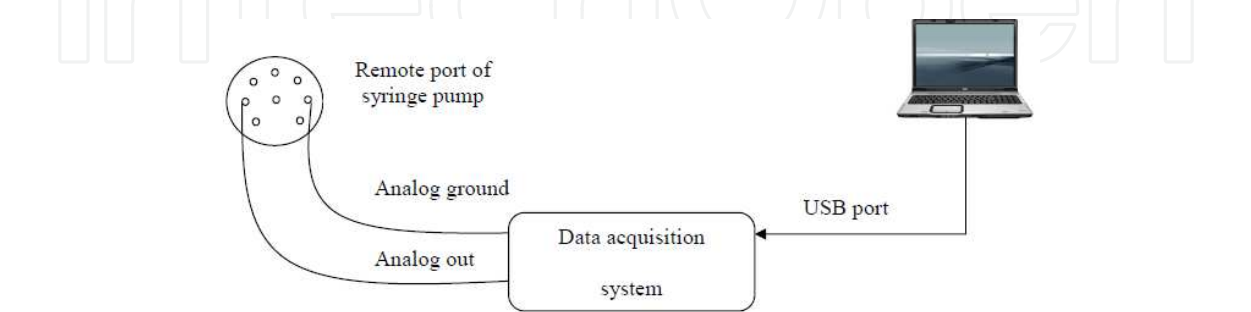 Remote port of
syringe pump
Analog ground
USB port
Data acquisition
Analog out
system